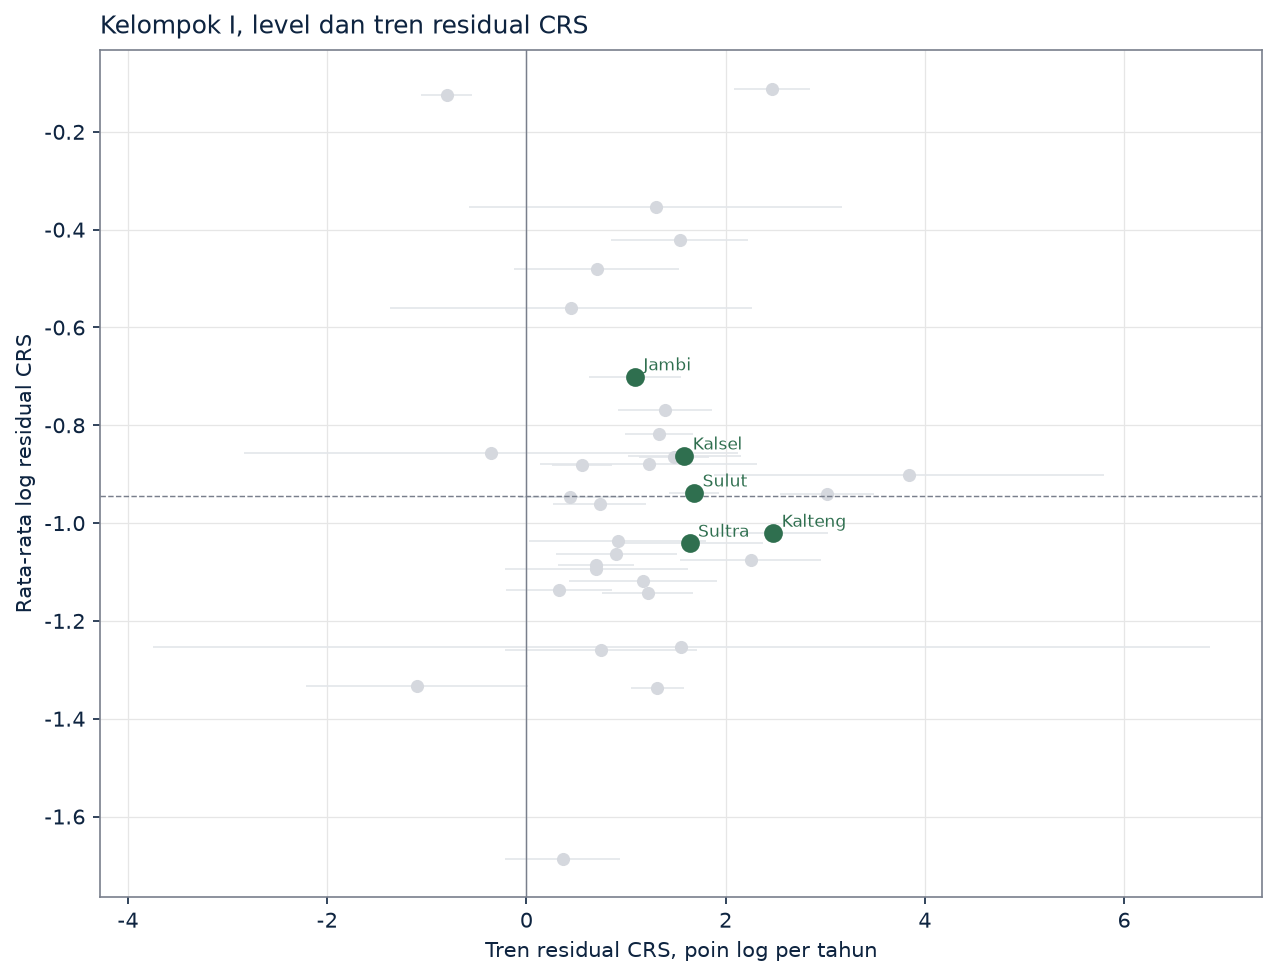 Kelompok I, level dan tren residual CRS
Rata-rata log residual CRS
-0.2
-0.4
-0.6
-0.8
-1.0
-1.2
-1.4
-1.6
Jambi
Kalsel
Sulut
Kalteng
Sultra
-4
-2
0
2
4
6
Tren residual CRS, poin log per tahun